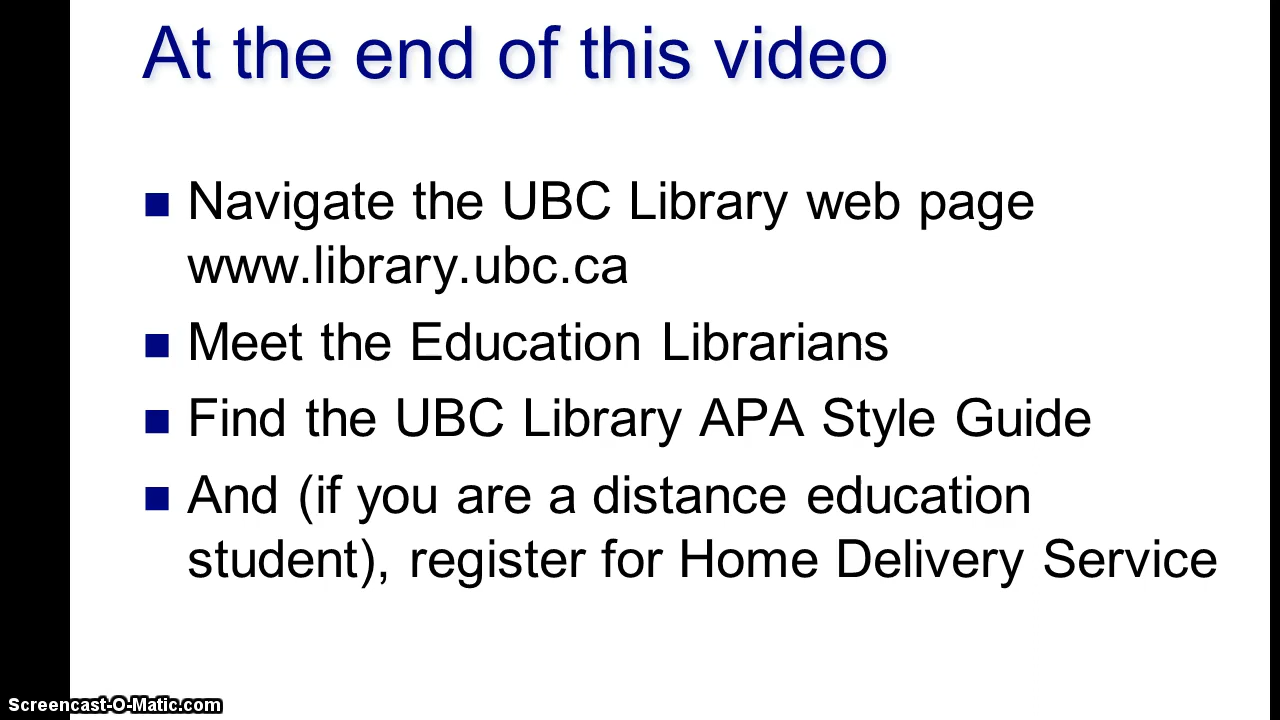 At the end of this video
Navigate the UBC Library web page
www.library.ubc.ca
Meet the Education Librarians
Find the UBC Library APA Style Guide
And (if you are a distance education
student), register for Home Delivery Service
Screencast-O-Matic.com